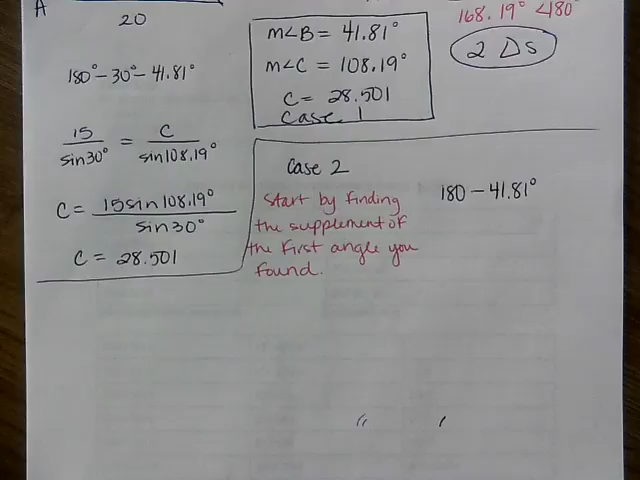 A
20
168.19° <180°
2 Δs
m∠B = 41.81°
m∠C = 108.19°
C = 28.501
Case 1
180° - 30° - 41.81°
15/sin30° = C/sin108.19°
C = 15sin108.19°/sin30°
C = 28.501
Case 2
Start by finding
the supplement of
the first angle you
found.
180 - 41.81°